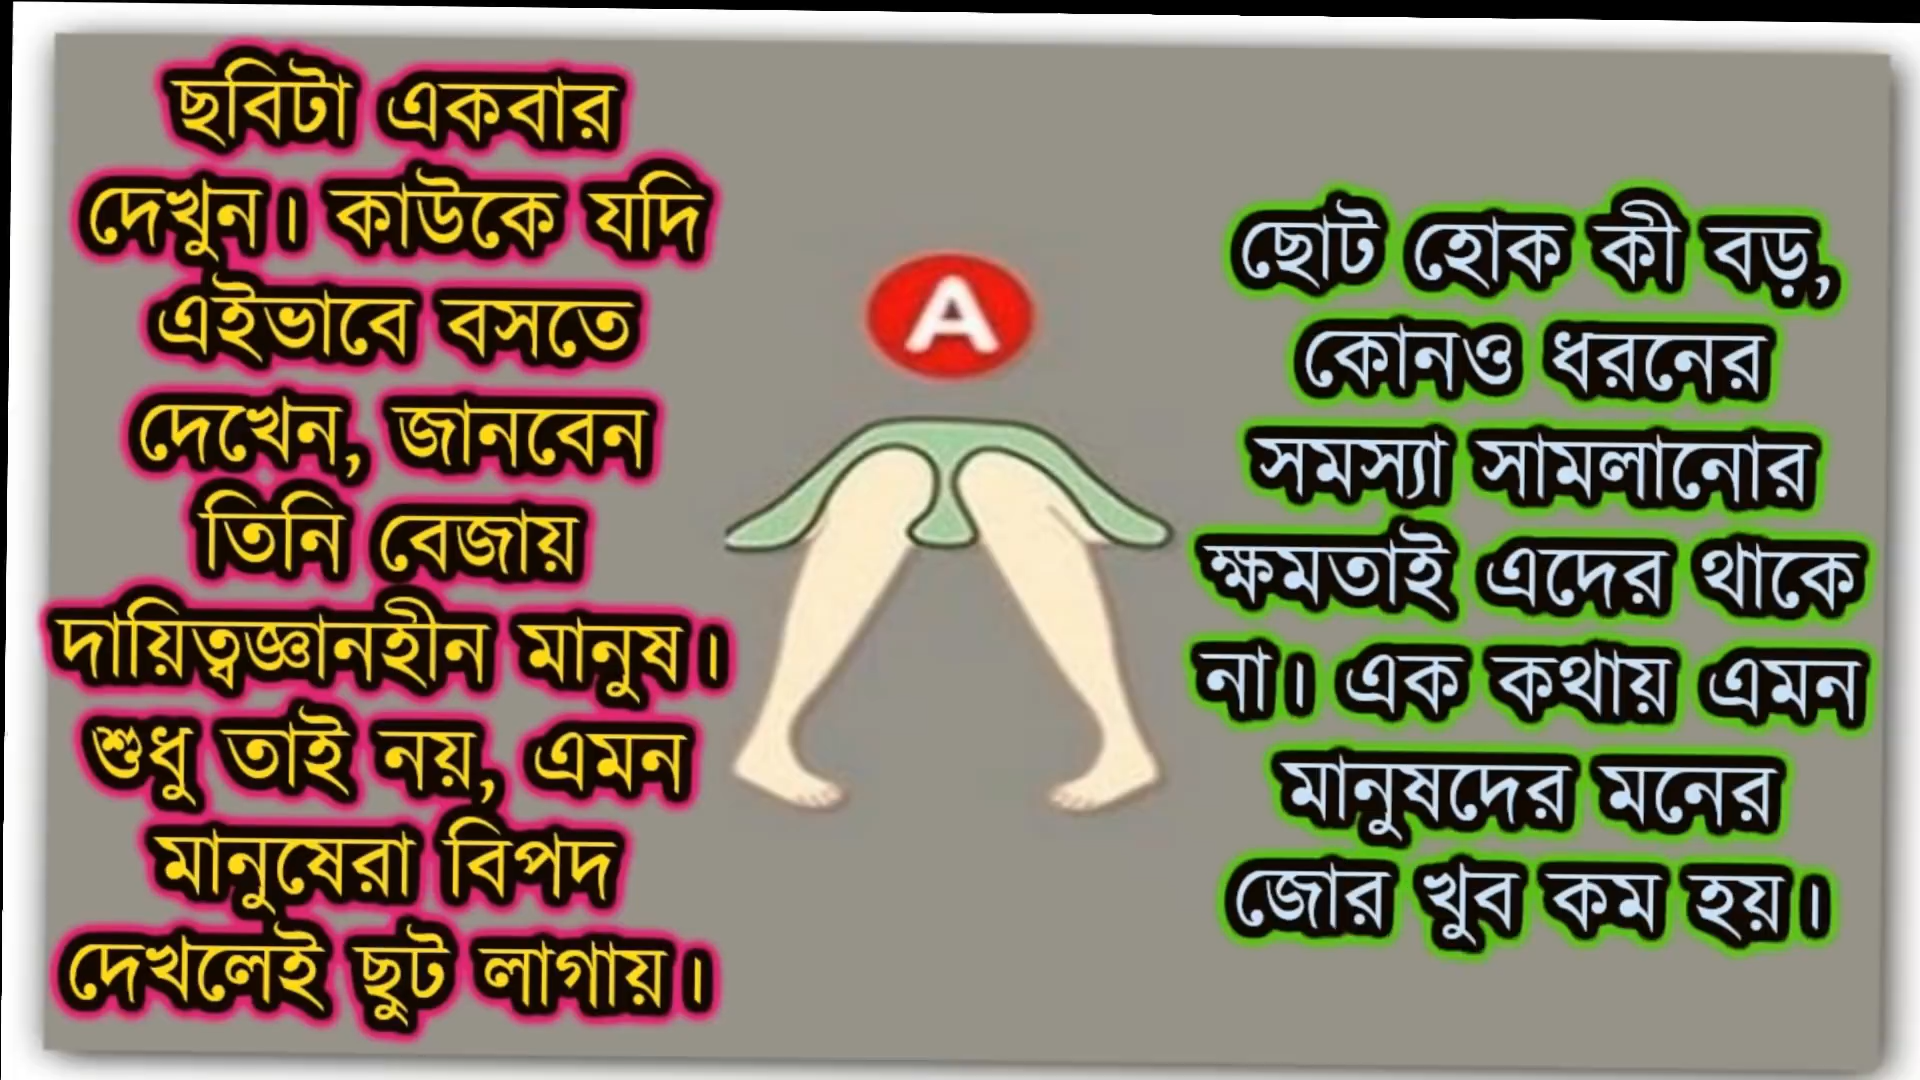 ছবিটা একবার
দেখুন। কাউকে যদি
এইভাবে বসতে
দেখেন, জানবেন
তিনি বেজায়
দায়িত্বজ্ঞানহীন মানুষ।
শুধু তাই নয়, এমন
মানুষেরা বিপদ
দেখলেই ছুট লাগায়।
A
ছোট হোক কী বড়,
কোনও ধরনের
সমস্যা সামলানোর
ক্ষমতাই এদের থাকে
না। এক কথায় এমন
মানুষদের মনের
জোর খুব কম হয়।